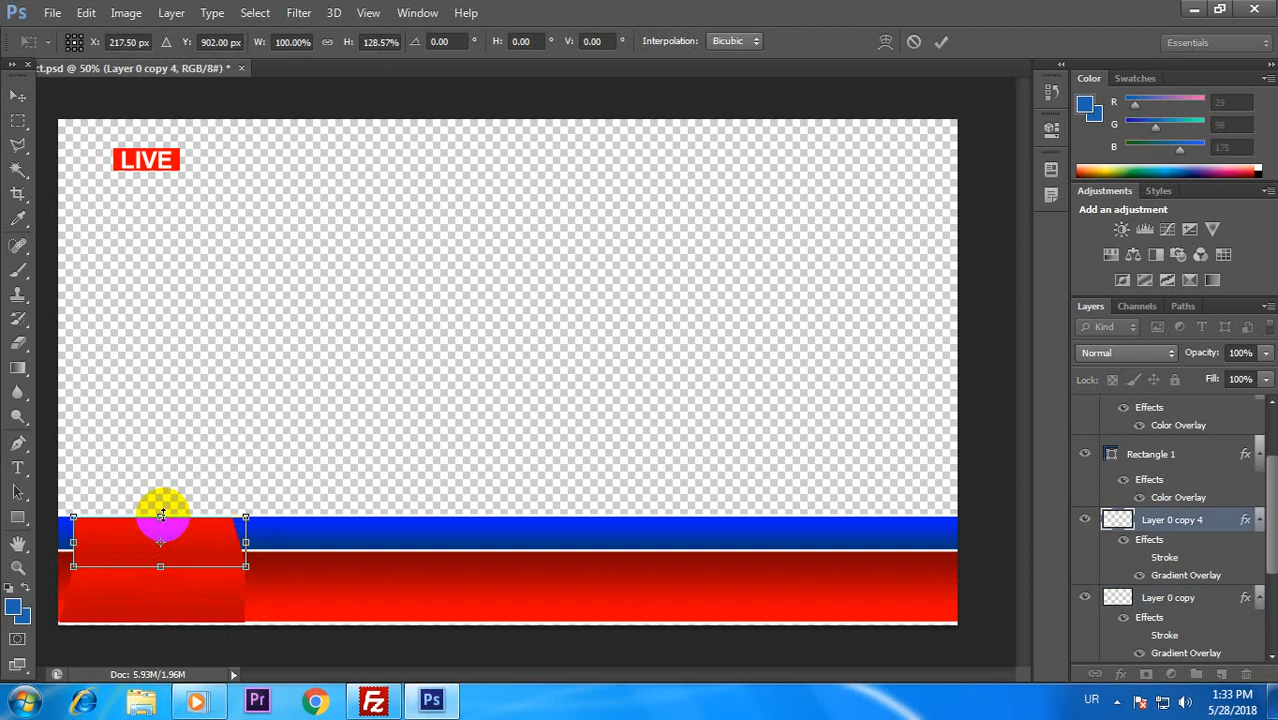 Ps File Edit Image Layer Type Select Filter 3D View Window Help
X: 217.50 px Y: 902.00 px W: 100.00% H: 128.57% 0.00 ° H: 0.00 ° V: 0.00 ° Interpolation: Bicubic Essentials
ct.psd @ 50% (Layer 0 copy 4, RGB/8#) * ×
LIVE
Color Swatches
R 29
G 98
B 175
Adjustments Styles
Add an adjustment
Layers Channels Paths
Kind
Normal Opacity: 100%
Lock: Fill: 100%
Effects
Color Overlay
Rectangle 1 fx
Effects
Color Overlay
Layer 0 copy 4 fx
Effects
Stroke
Gradient Overlay
Layer 0 copy fx
Effects
Stroke
Gradient Overlay
Doc: 5.93M/1.96M
Pr Fz Ps UR
1:33 PM
5/28/2018